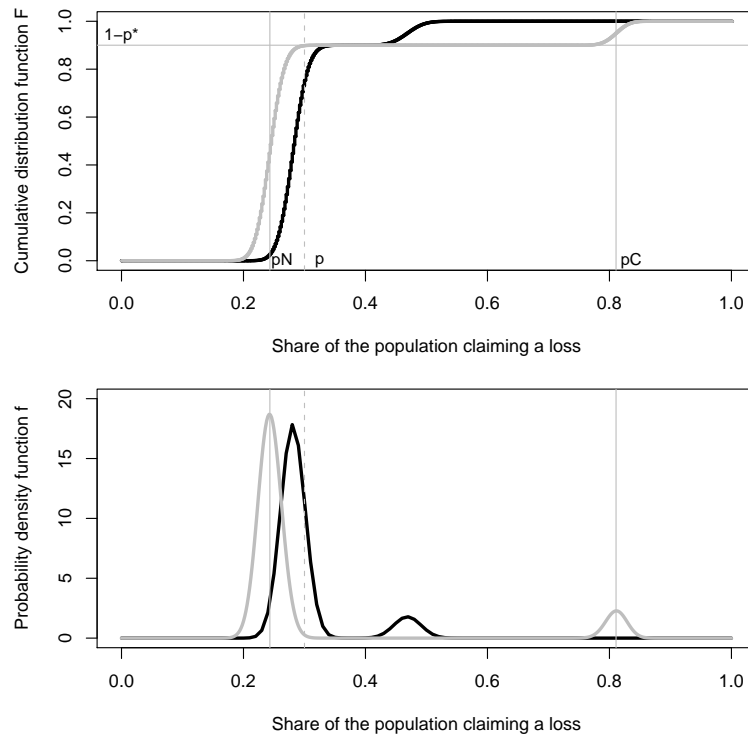 Cumulative distribution function F
1.0
0.8
0.6
0.4
0.2
0.0
1−p*
pN
p
pC
0.0 0.2 0.4 0.6 0.8 1.0
Share of the population claiming a loss
Probability density function f
20
15
10
5
0
0.0 0.2 0.4 0.6 0.8 1.0
Share of the population claiming a loss